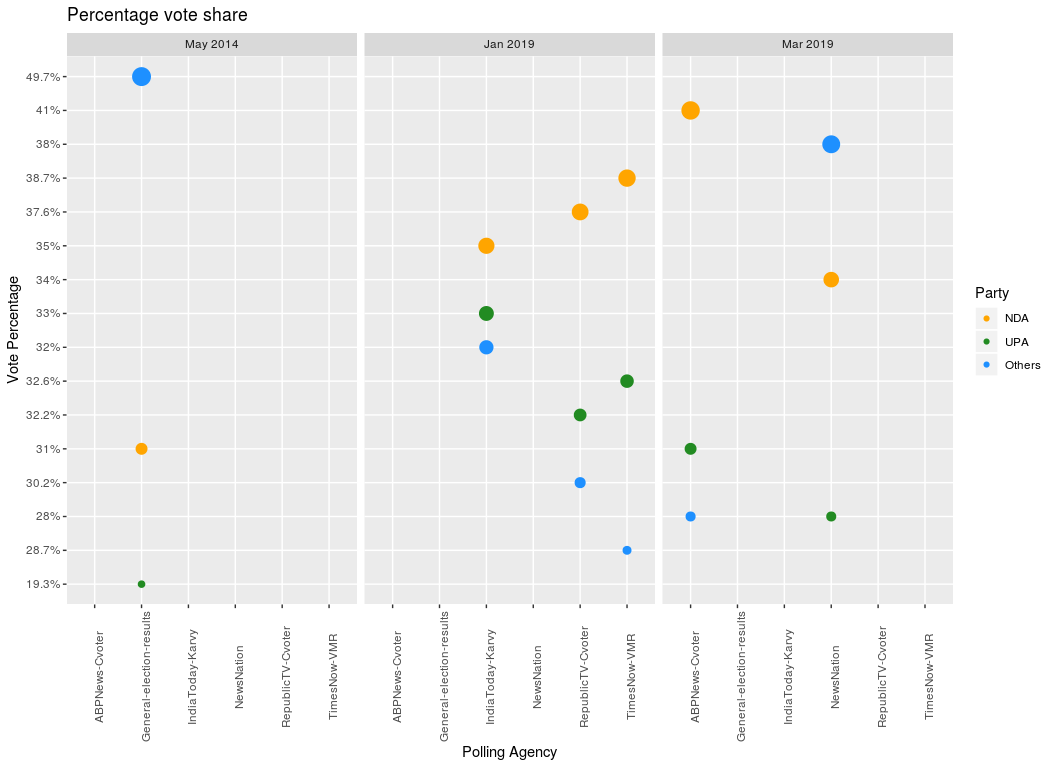 Percentage vote share
May 2014
Jan 2019
Mar 2019
Vote Percentage
49.7%
41%
38%
38.7%
37.6%
35%
34%
33%
32%
32.6%
32.2%
31%
30.2%
28%
28.7%
19.3%
ABPNews-Cvoter
General-election-results
IndiaToday-Karvy
NewsNation
RepublicTV-Cvoter
TimesNow-VMR
ABPNews-Cvoter
General-election-results
IndiaToday-Karvy
NewsNation
RepublicTV-Cvoter
TimesNow-VMR
ABPNews-Cvoter
General-election-results
IndiaToday-Karvy
NewsNation
RepublicTV-Cvoter
TimesNow-VMR
Polling Agency
Party
NDA
UPA
Others